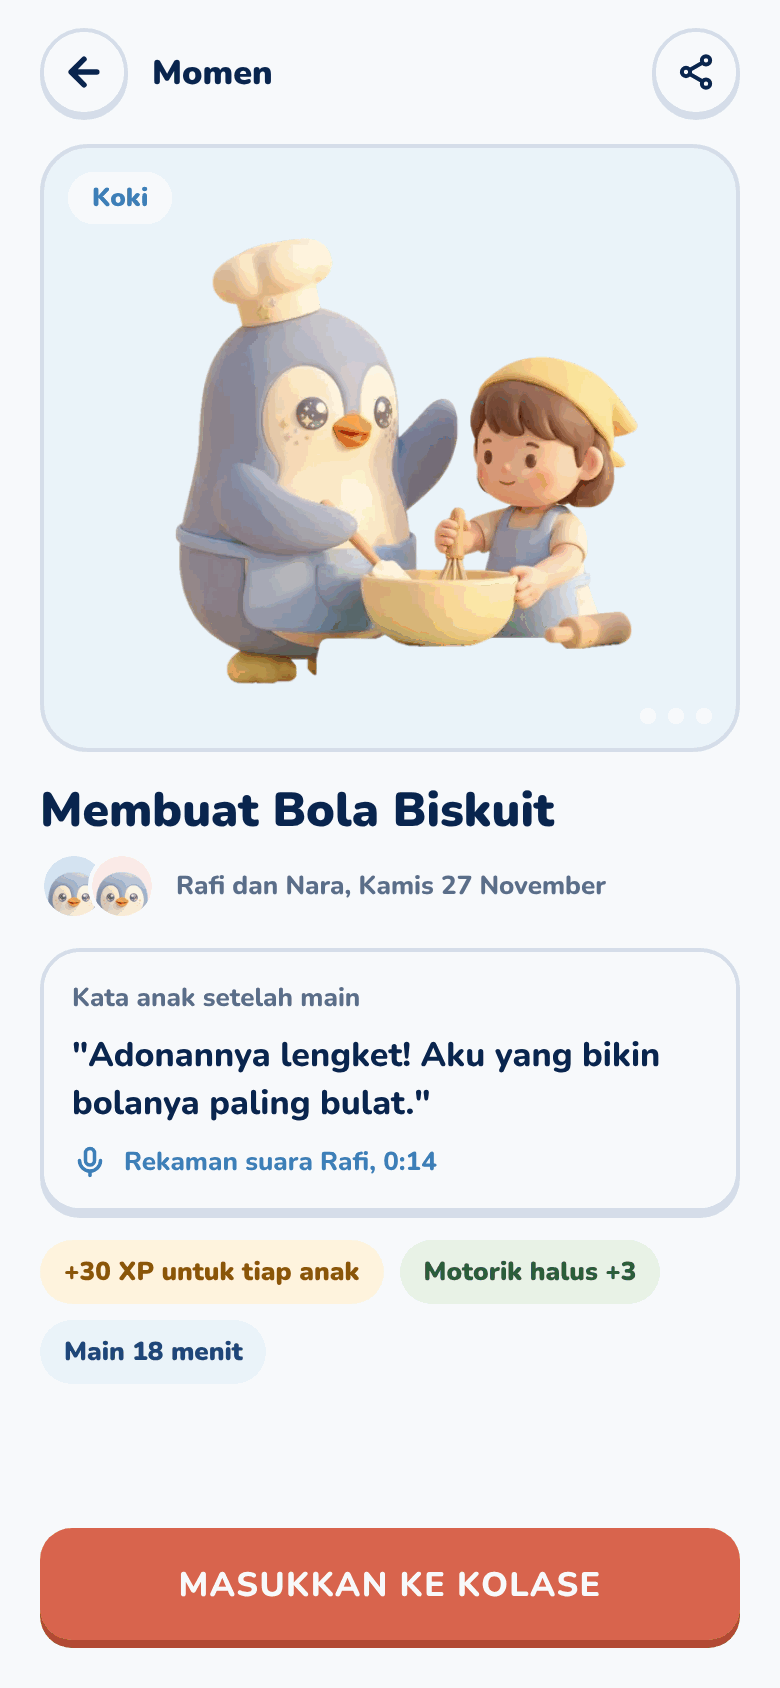 Momen
Koki
Membuat Bola Biskuit
Rafi dan Nara, Kamis 27 November
Kata anak setelah main
"Adonannya lengket! Aku yang bikin
bolanya paling bulat."
Rekaman suara Rafi, 0:14
+30 XP untuk tiap anak
Motorik halus +3
Main 18 menit
MASUKKAN KE KOLASE